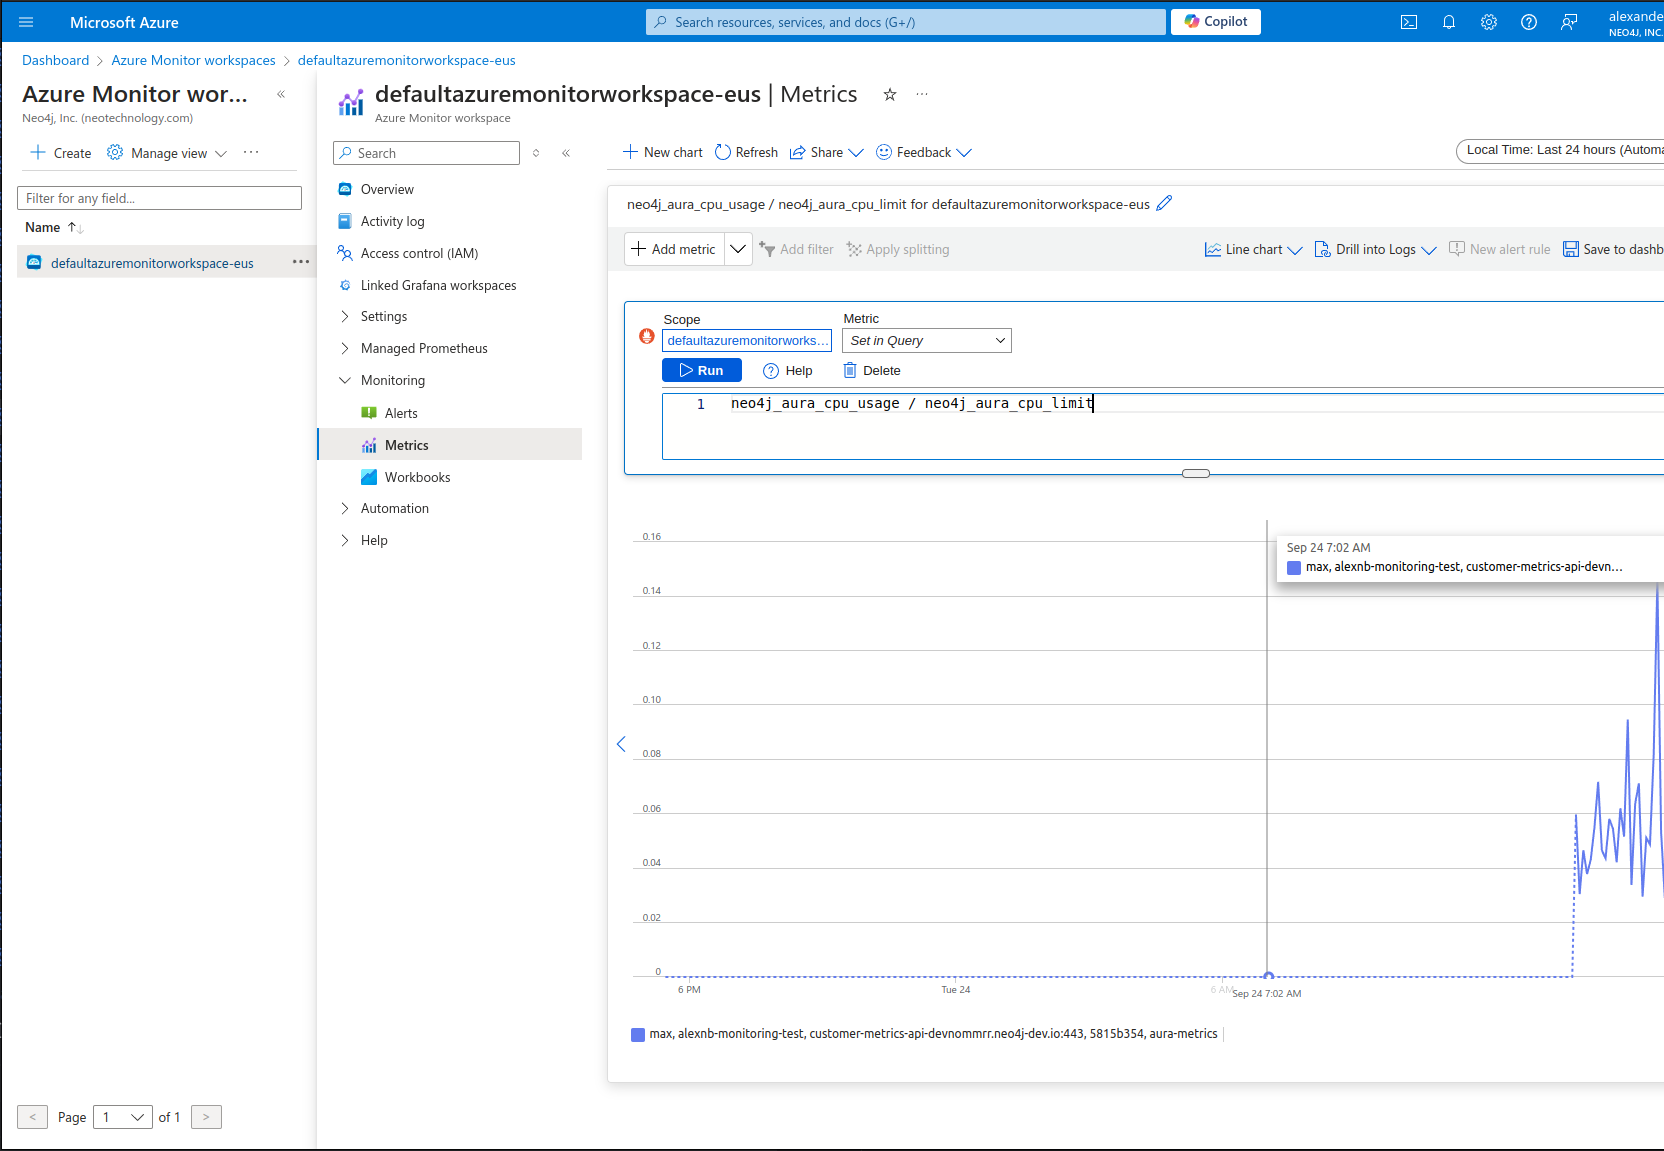 Microsoft Azure
Search resources, services, and docs (G+/)
Copilot
alexande
NEO4J, INC.
Dashboard > Azure Monitor workspaces > defaultazuremonitorworkspace-eus
Azure Monitor wor...
Neo4j, Inc. (neotechnology.com)
Create
Manage view
Filter for any field...
Name
defaultazuremonitorworkspace-eus
< Page 1 of 1 >
defaultazuremonitorworkspace-eus | Metrics
Azure Monitor workspace
Search
Overview
Activity log
Access control (IAM)
Linked Grafana workspaces
Settings
Managed Prometheus
Monitoring
Alerts
Metrics
Workbooks
Automation
Help
New chart
Refresh
Share
Feedback
Local Time: Last 24 hours (Automa
neo4j_aura_cpu_usage / neo4j_aura_cpu_limit for defaultazuremonitorworkspace-eus
Add metric
Add filter
Apply splitting
Line chart
Drill into Logs
New alert rule
Save to dashb
Scope
Metric
defaultazuremonitorworks...
Set in Query
Run
Help
Delete
1 neo4j_aura_cpu_usage / neo4j_aura_cpu_limit
0.16
Sep 24 7:02 AM
max, alexnb-monitoring-test, customer-metrics-api-devn...
0.14
0.12
0.10
0.08
0.06
0.04
0.02
0
6 PM
Tue 24
6 AM
Sep 24 7:02 AM
max, alexnb-monitoring-test, customer-metrics-api-devnommrr.neo4j-dev.io:443, 5815b354, aura-metrics